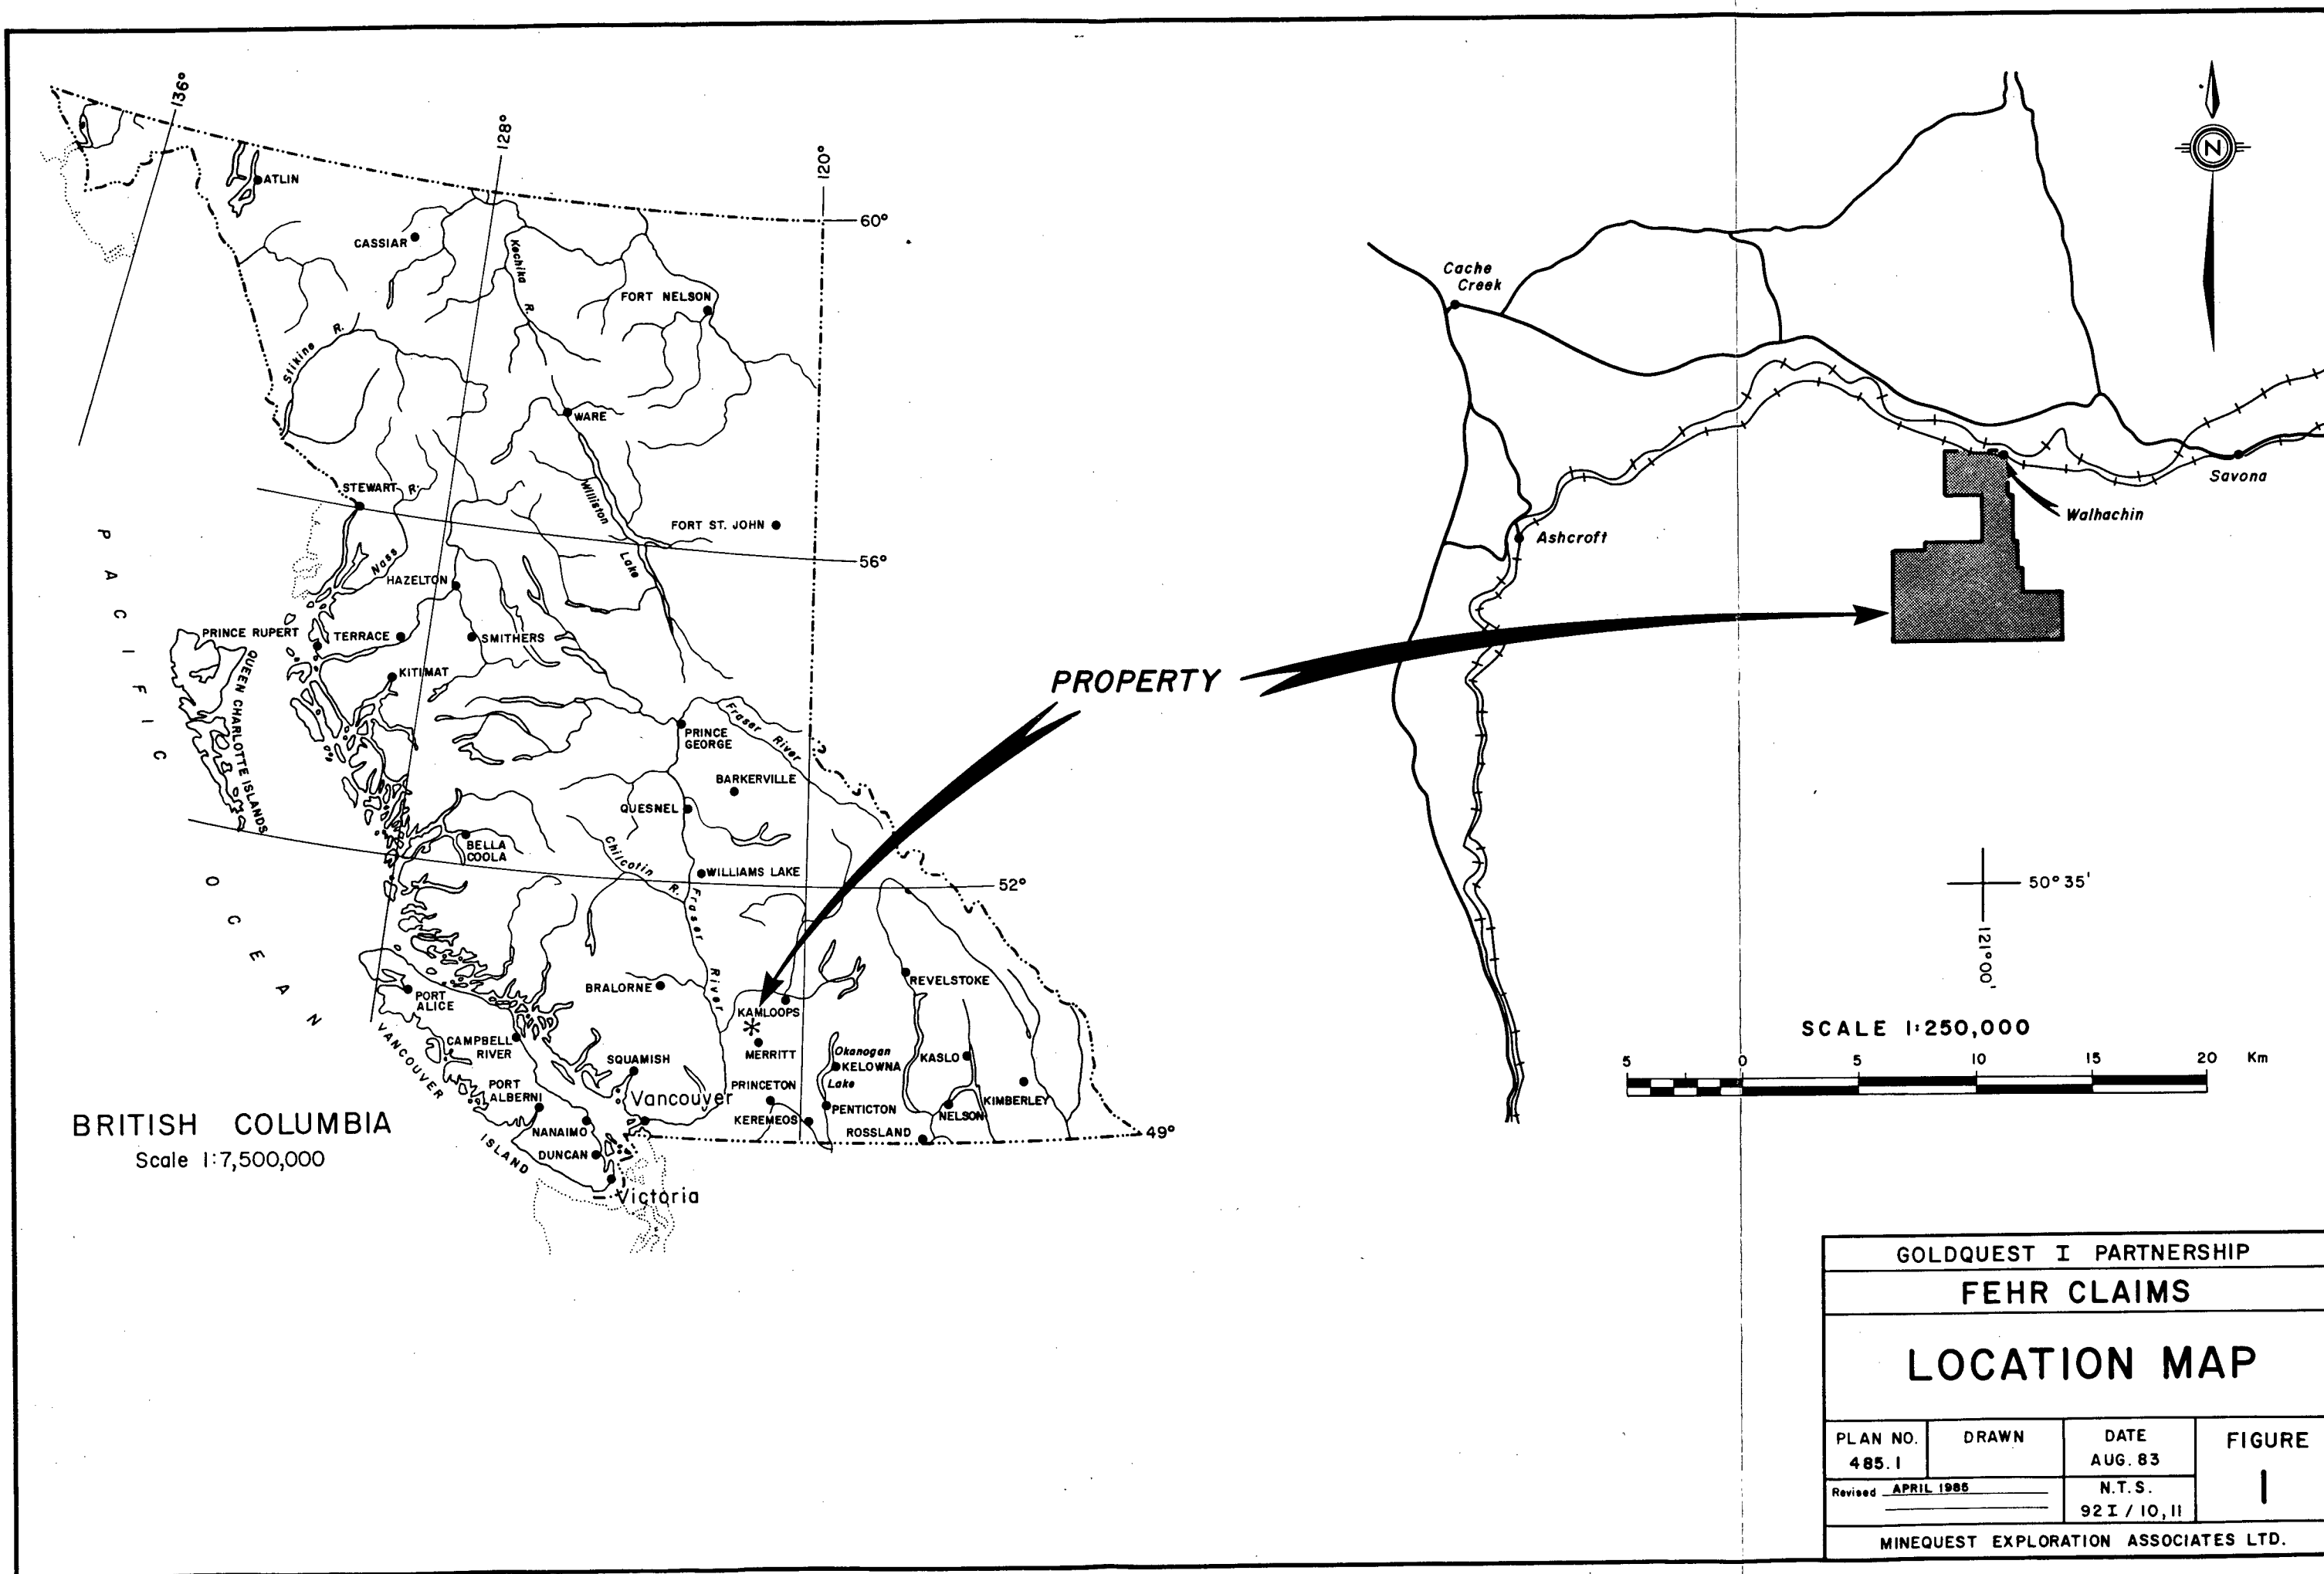 136°
128°
120°
60°
ATLIN
CASSIAR
Kechika
R.
FORT NELSON
Stikine R.
WARE
STEWART
R.
Nass
Williston
Lake
FORT ST. JOHN
56°
HAZELTON
PRINCE RUPERT
TERRACE
SMITHERS
KITIMAT
QUEEN CHARLOTTE ISLANDS
PACIFIC
OCEAN
PRINCE
GEORGE
Fraser River
BARKERVILLE
QUESNEL
BELLA
COOLA
Chilcotin R.
WILLIAMS LAKE
52°
Fraser
River
BRALORNE
PORT
ALICE
KAMLOOPS
REVELSTOKE
VANCOUVER
ISLAND
CAMPBELL
RIVER
MERRITT
SQUAMISH
Okanogan
Lake
KELOWNA
KASLO
PORT
ALBERNI
Vancouver
PRINCETON
PENTICTON
KIMBERLEY
NELSON
NANAIMO
KEREMEOS
ROSSLAND
49°
DUNCAN
Victoria
BRITISH COLUMBIA
Scale 1:7,500,000
PROPERTY
N
Cache
Creek
Savona
Walhachin
Ashcroft
50°35'
121°00'
SCALE 1:250,000
5 0 5 10 15 20 Km
GOLDQUEST I PARTNERSHIP
FEHR CLAIMS
LOCATION MAP
PLAN NO.
485.1
DRAWN
DATE
AUG. 83
FIGURE
1
Revised APRIL 1985
N.T.S.
92 I / 10, 11
MINEQUEST EXPLORATION ASSOCIATES LTD.